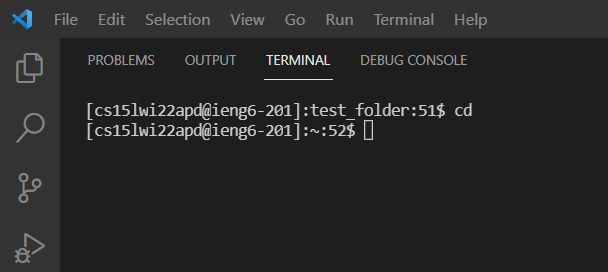 File Edit Selection View Go Run Terminal Help
PROBLEMS OUTPUT TERMINAL DEBUG CONSOLE
[cs15lwi22apd@ieng6-201]:test_folder:51$ cd
[cs15lwi22apd@ieng6-201]:~:52$